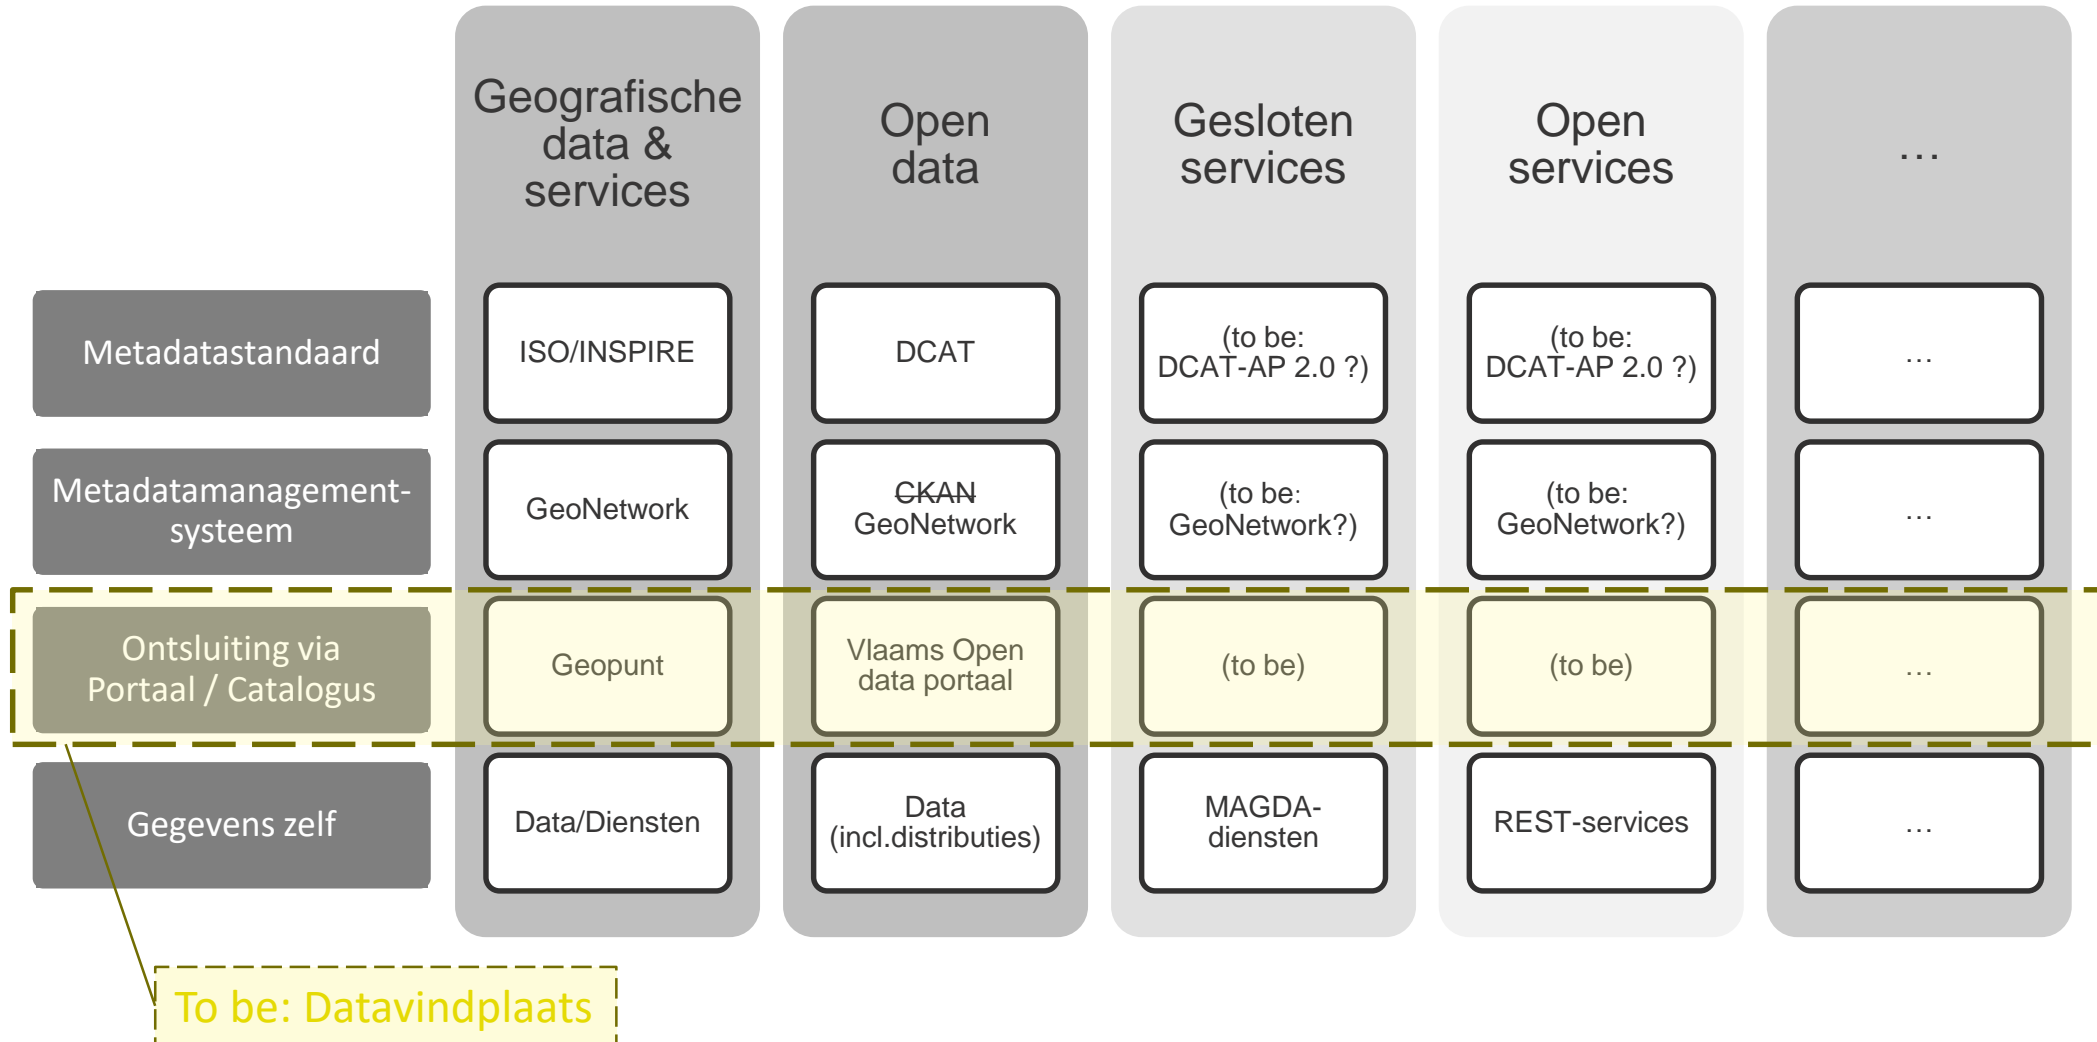 Geografische
data &
services
Open
data
Gesloten
services
Open
services
...
Metadatastandaard
ISO/INSPIRE
DCAT
(to be:
DCAT-AP 2.0 ?)
(to be:
DCAT-AP 2.0 ?)
...
Metadatamanagement-
systeem
GeoNetwork
CKAN
GeoNetwork
(to be:
GeoNetwork?)
(to be:
GeoNetwork?)
...
Ontsluiting via
Portaal / Catalogus
Geopunt
Vlaams Open
data portaal
(to be)
(to be)
...
Gegevens zelf
Data/Diensten
Data
(incl.distributies)
MAGDA-
diensten
REST-services
...
To be: Datavindplaats